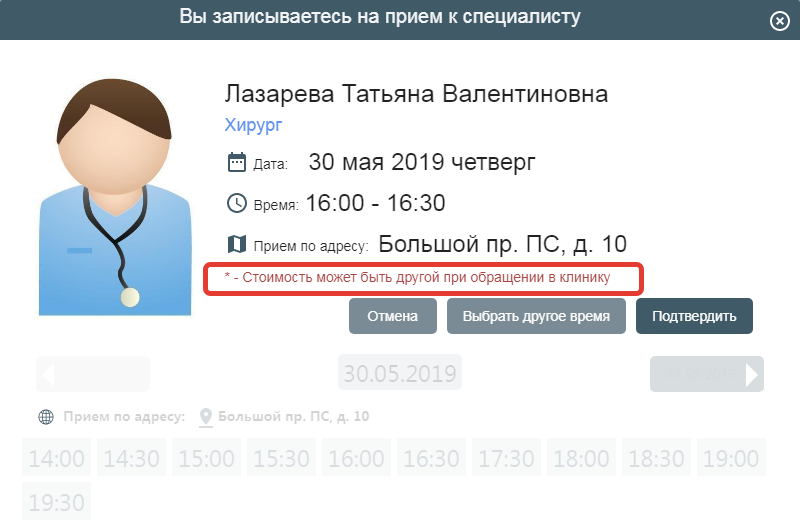 Вы записываетесь на прием к специалисту
Лазарева Татьяна Валентиновна
Хирург
Дата: 30 мая 2019 четверг
Время: 16:00 - 16:30
Прием по адресу: Большой пр. ПС, д. 10
* - Стоимость может быть другой при обращении в клинику
Отмена Выбрать другое время Подтвердить
30.05.2019
Прием по адресу: Большой пр. ПС, д. 10
14:00 14:30 15:00 15:30 16:00 16:30 17:30 18:00 18:30 19:00
19:30